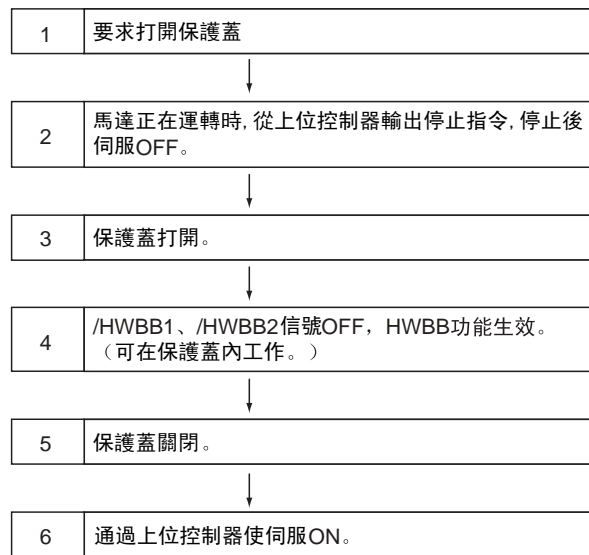 1 要求打開保護蓋
2 馬達正在運轉時, 從上位控制器輸出停止指令, 停止後
伺服OFF。
3 保護蓋打開。
4 /HWBB1、/HWBB2信號OFF，HWBB功能生效。
（可在保護蓋內工作。）
5 保護蓋關閉。
6 通過上位控制器使伺服ON。